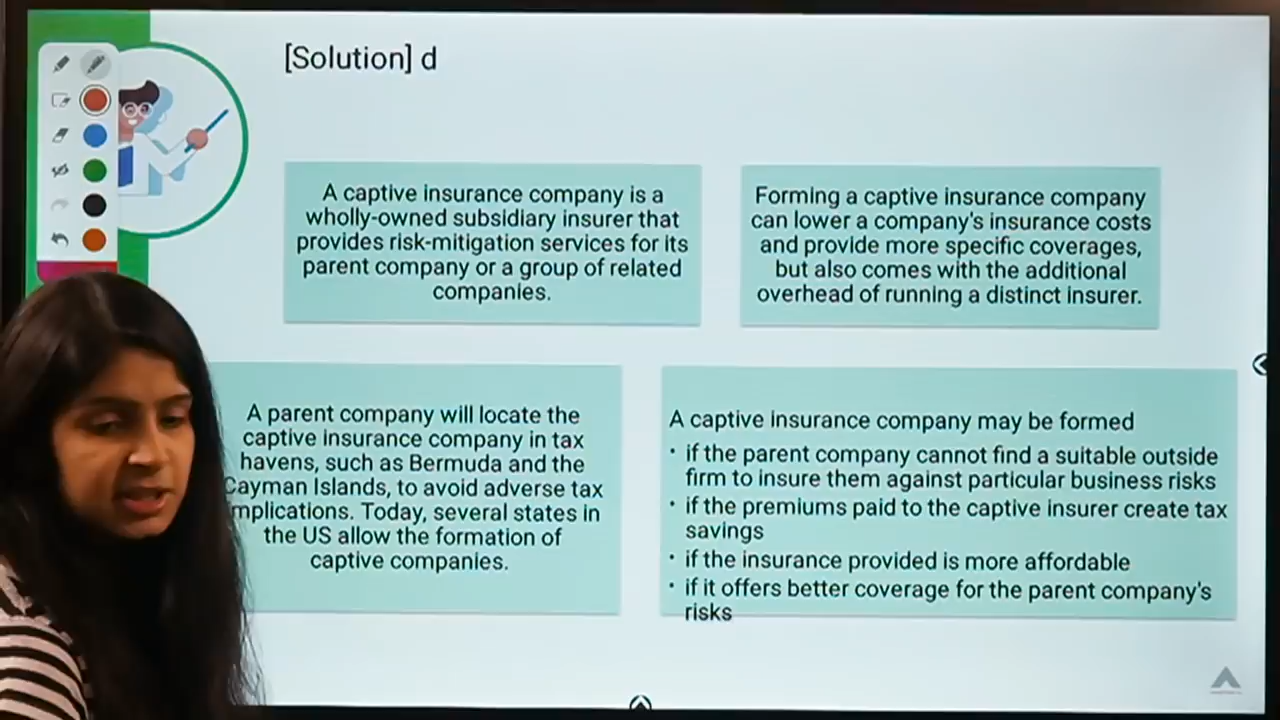 [Solution] d
A captive insurance company is a
wholly-owned subsidiary insurer that
provides risk-mitigation services for its
parent company or a group of related
companies.
Forming a captive insurance company
can lower a company's insurance costs
and provide more specific coverages,
but also comes with the additional
overhead of running a distinct insurer.
A parent company will locate the
captive insurance company in tax
havens, such as Bermuda and the
Cayman Islands, to avoid adverse tax
mplications. Today, several states in
the US allow the formation of
captive companies.
A captive insurance company may be formed
• if the parent company cannot find a suitable outside
firm to insure them against particular business risks
• if the premiums paid to the captive insurer create tax
savings
• if the insurance provided is more affordable
• if it offers better coverage for the parent company's
risks